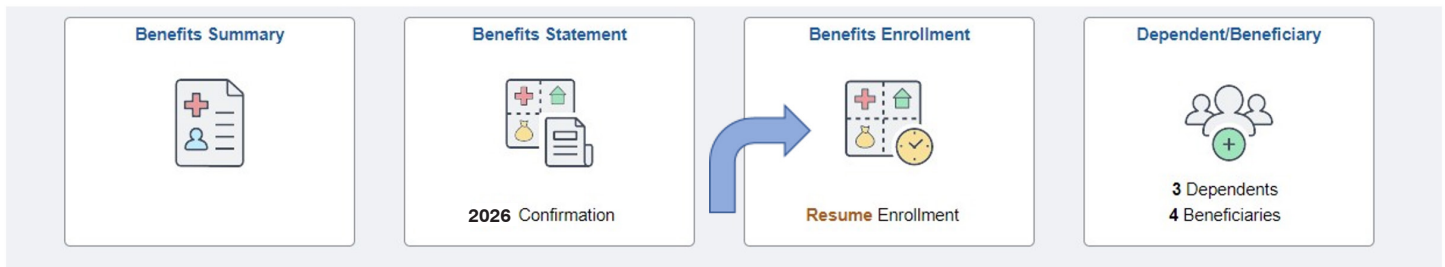 Benefits Summary
Benefits Statement
2026 Confirmation
Benefits Enrollment
Resume Enrollment
Dependent/Beneficiary
3 Dependents
4 Beneficiaries